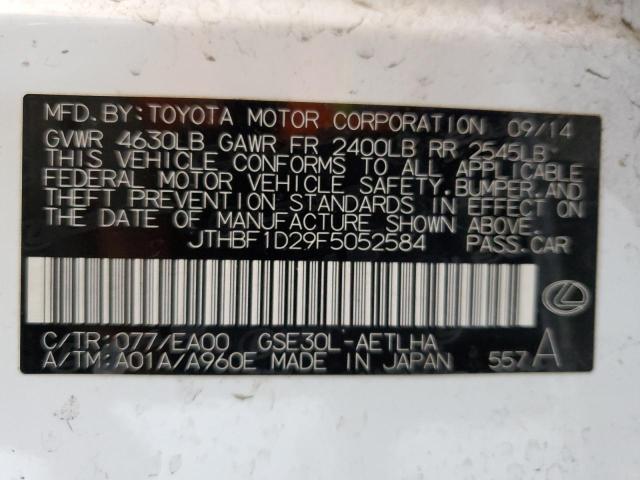 MFD.BY:TOYOTA MOTOR CORPORATION 09/14
GVWR 4630LB GAWR FR 2400LB RR 2545LB
THIS VEHICLE CONFORMS TO ALL APPLICABLE
FEDERAL MOTOR VEHICLE SAFETY,BUMPER,AND
THEFT PREVENTION STANDARDS IN EFFECT ON
THE DATE OF MANUFACTURE SHOWN ABOVE.
JTHBF1D29F5052584 PASS.CAR
C/TR:077/EA00 GSE30L-AETLHA
A/TM:A01A/A960E MADE IN JAPAN 557A